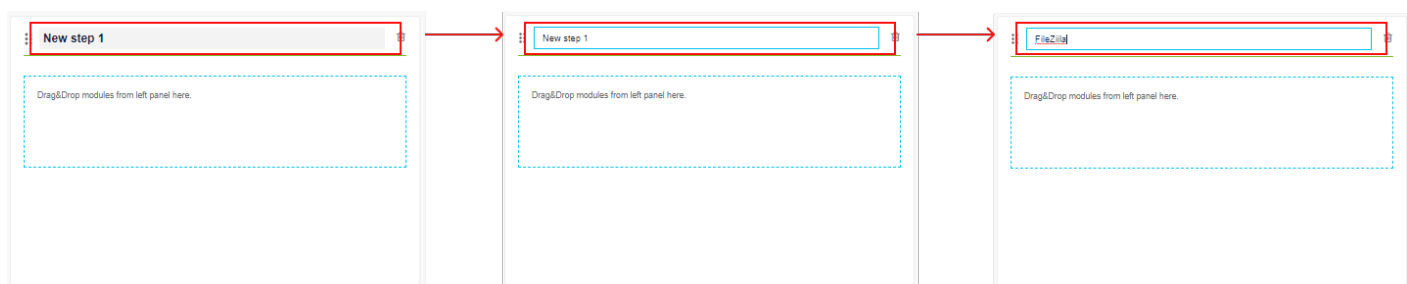 New step 1
Drag&Drop modules from left panel here.
New step 1
Drag&Drop modules from left panel here.
FileZilla
Drag&Drop modules from left panel here.